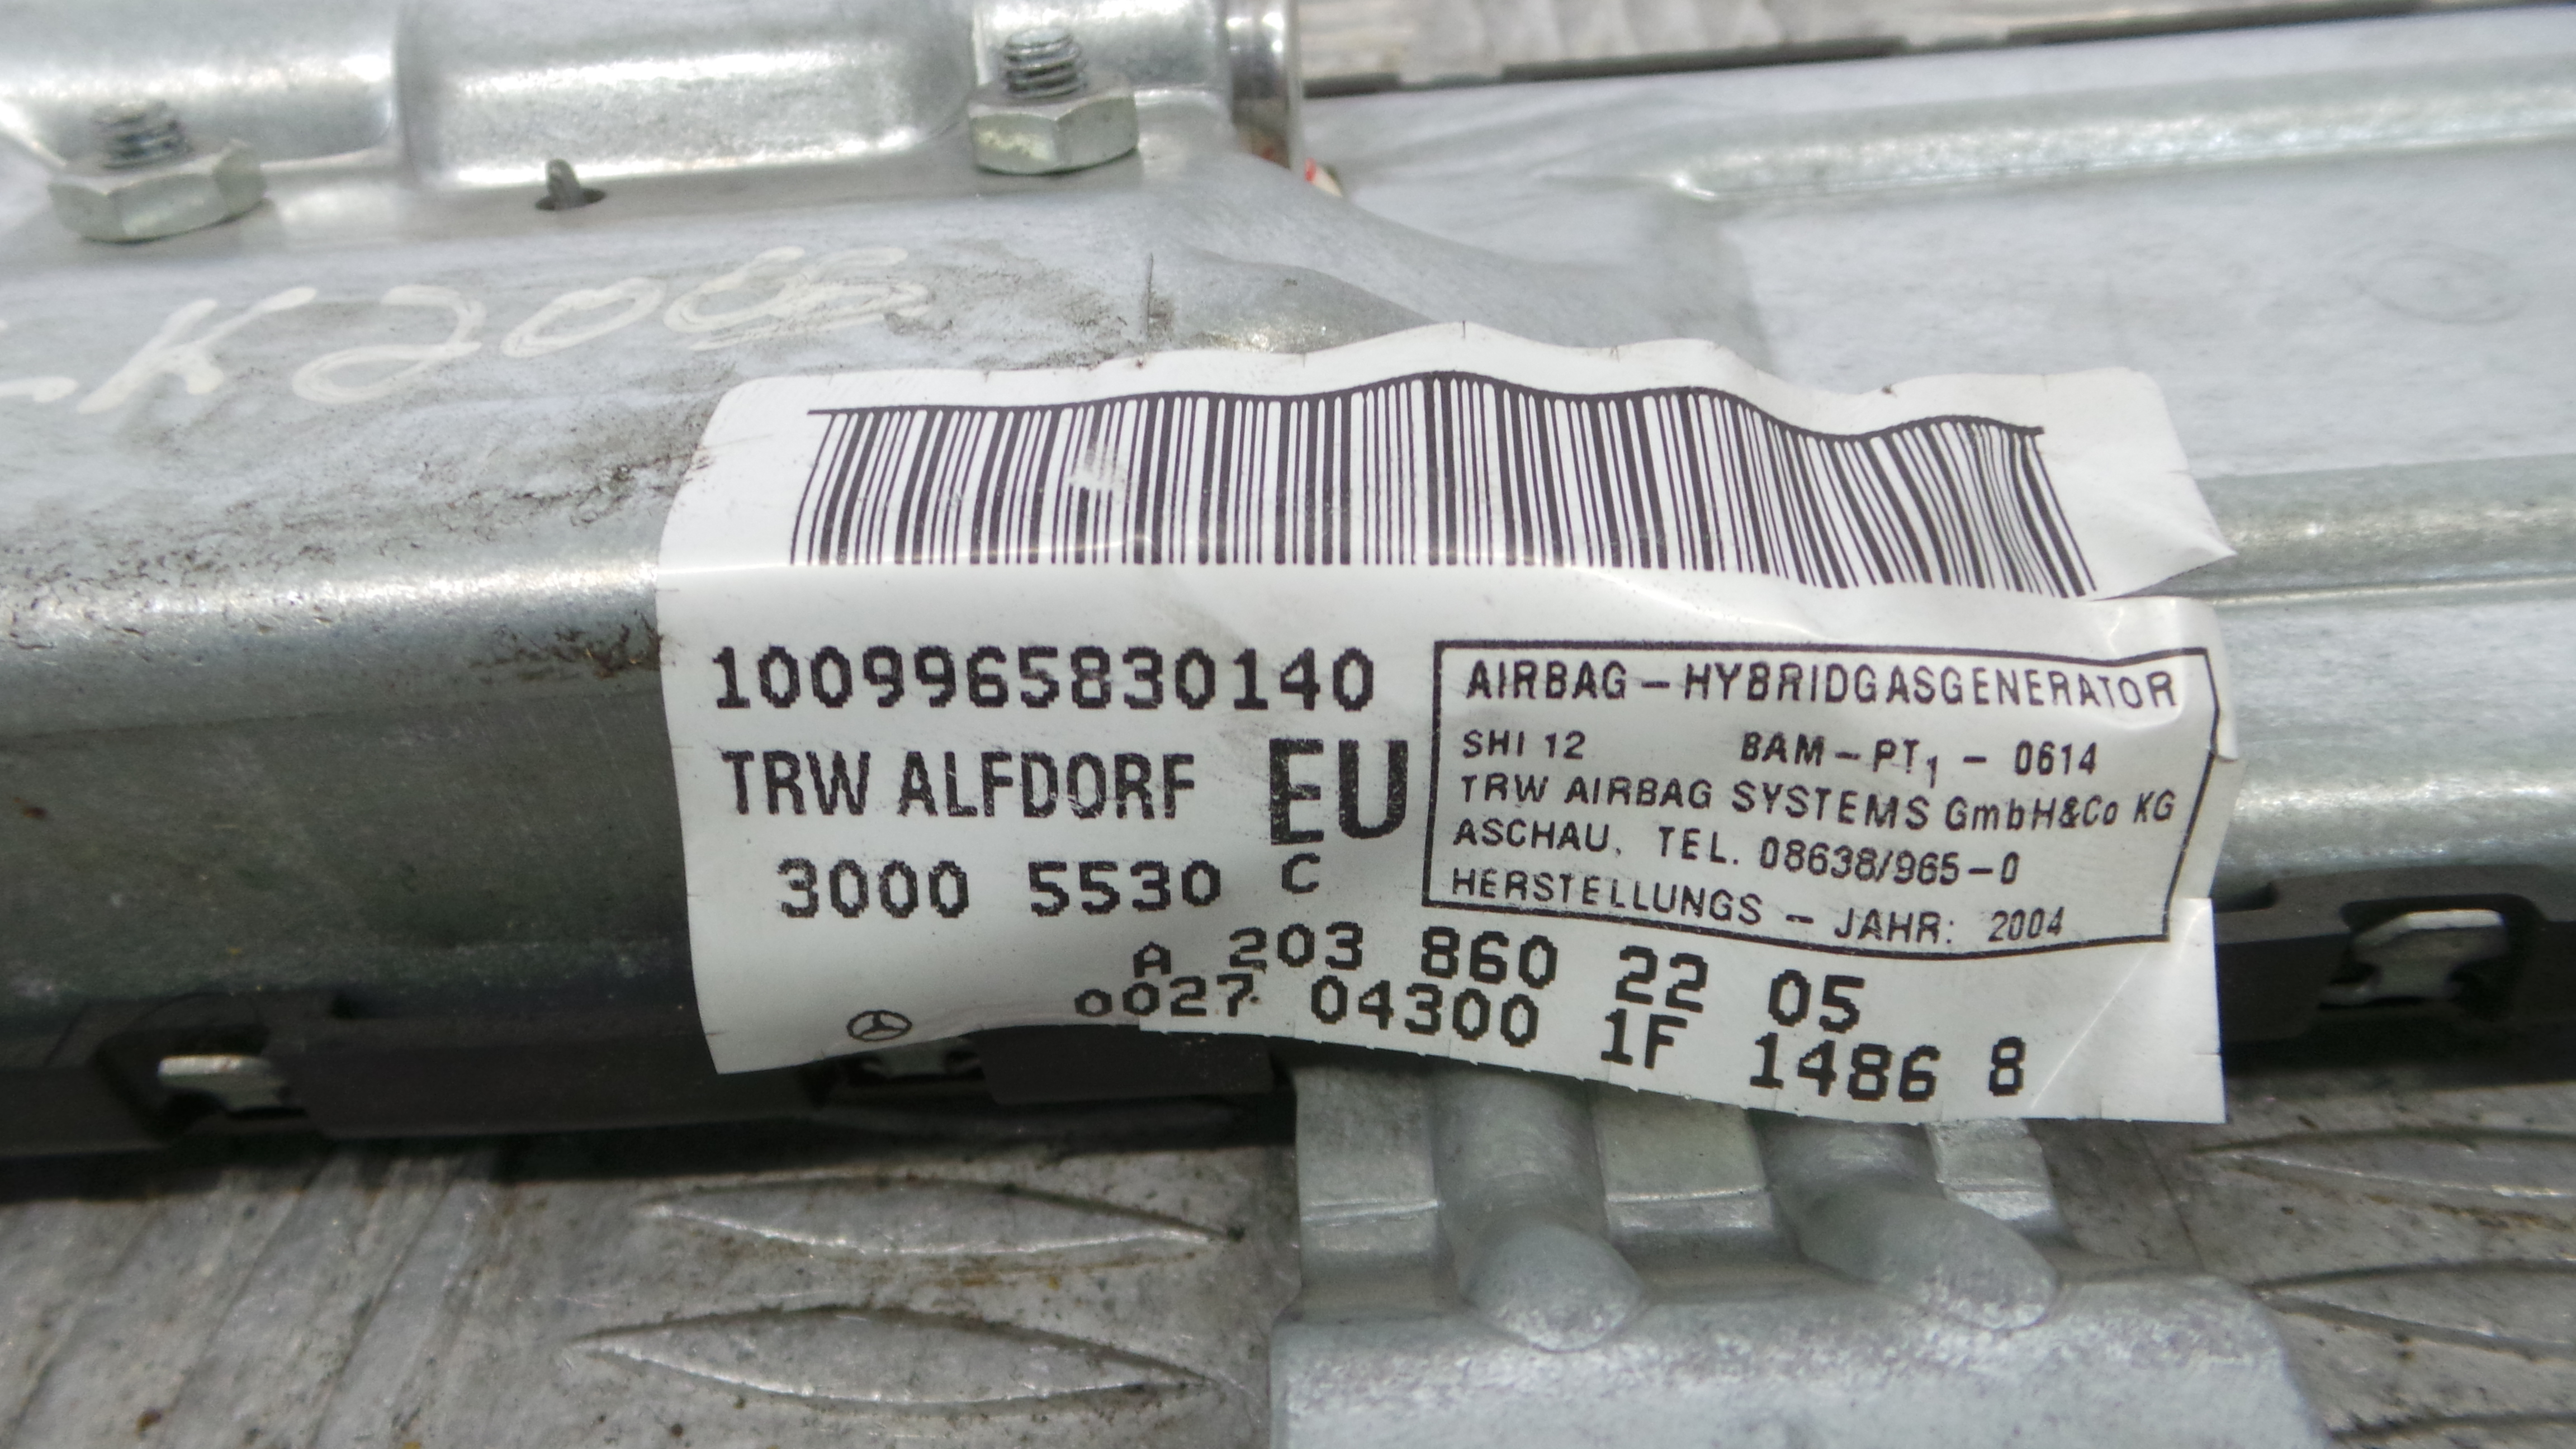 LK2005
1009965830140
TRW ALFDORF EU
3000 5530 C
AIRBAG – HYBRIDGASGENERATOR
SHI 12 BAM – PT1 – 0614
TRW AIRBAG SYSTEMS GmbH&Co KG
ASCHAU, TEL. 08638/965–0
HERSTELLUNGS – JAHR: 2004
A 203 860 22 05
0027 04300 1F 1486 8